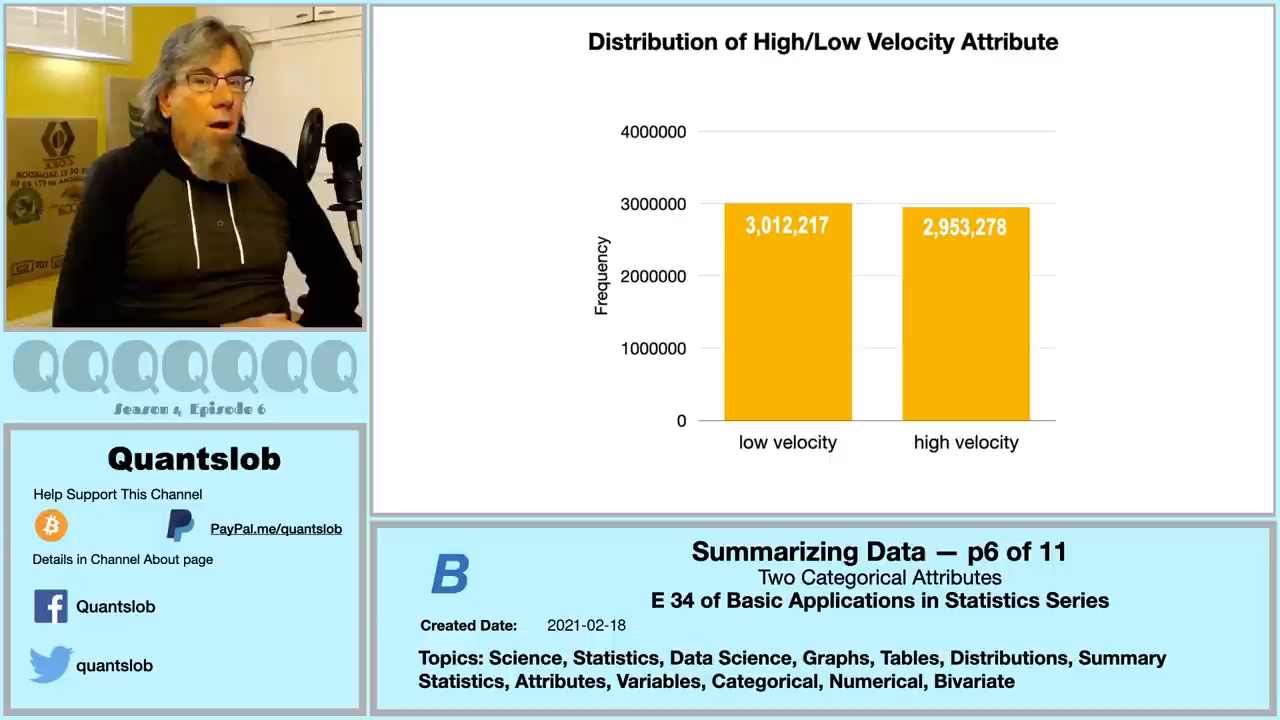 Distribution of High/Low Velocity Attribute
4000000
3000000
2000000
1000000
0
Frequency
3,012,217
2,953,278
low velocity
high velocity
QQQQQQQ
Season 4 Episode 6
Quantslob
Help Support This Channel
PayPal.me/quantslob
Details in Channel About page
Quantslob
quantslob
B
Summarizing Data — p6 of 11
Two Categorical Attributes
E 34 of Basic Applications in Statistics Series
Created Date: 2021-02-18
Topics: Science, Statistics, Data Science, Graphs, Tables, Distributions, Summary
Statistics, Attributes, Variables, Categorical, Numerical, Bivariate